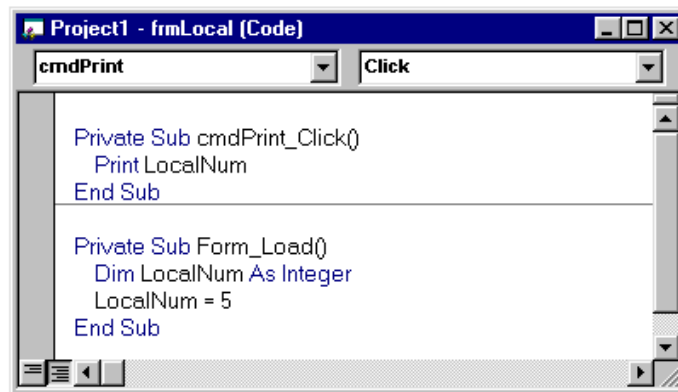 Project1 - frmLocal (Code)
cmdPrint Click
Private Sub cmdPrint_Click()
Print LocalNum
End Sub
Private Sub Form_Load()
Dim LocalNum As Integer
LocalNum = 5
End Sub